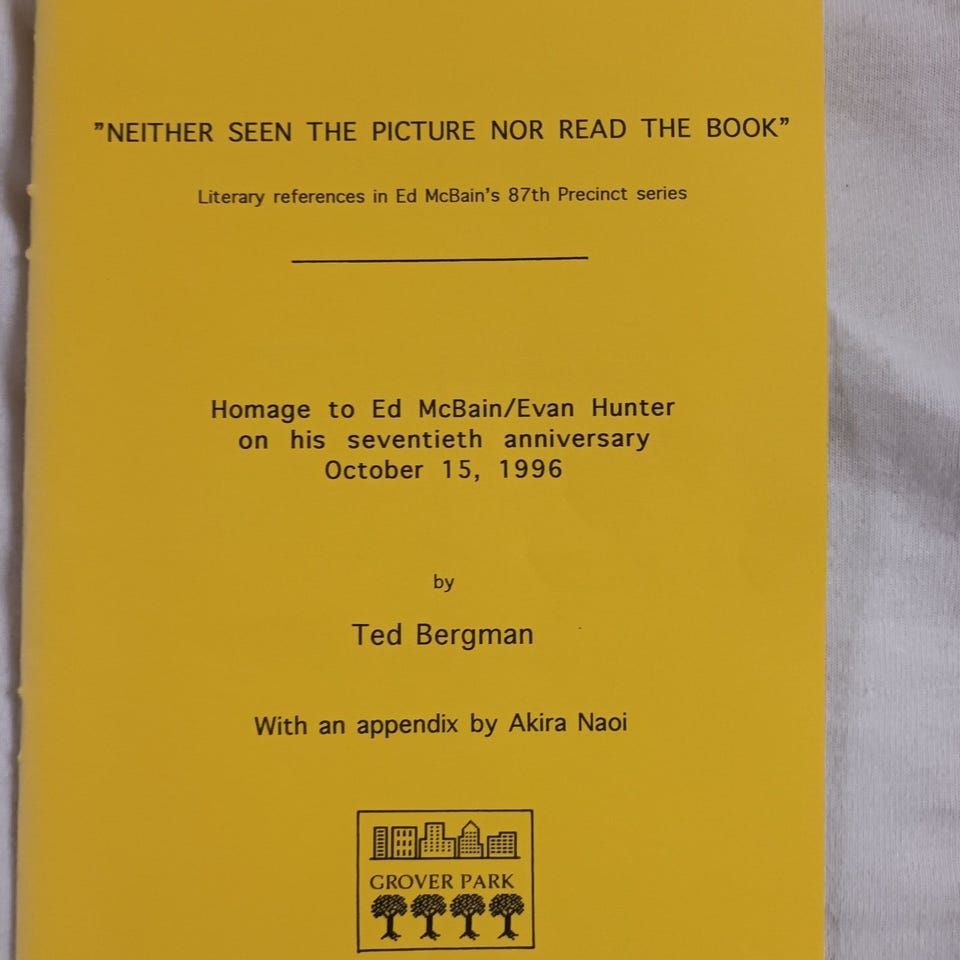 ”NEITHER SEEN THE PICTURE NOR READ THE BOOK”
Literary references in Ed McBain's 87th Precinct series
Homage to Ed McBain/Evan Hunter
on his seventieth anniversary
October 15, 1996
by
Ted Bergman
With an appendix by Akira Naoi
GROVER PARK